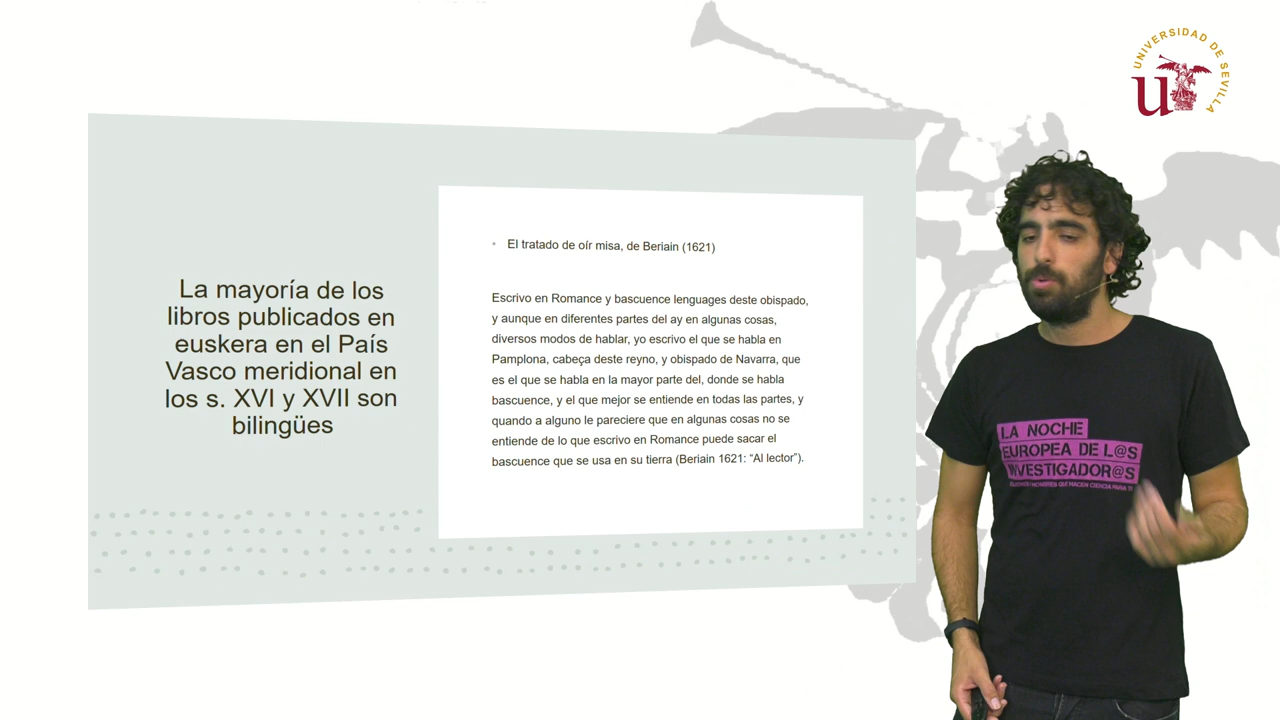 UNIVERSIDAD DE SEVILLA
u
La mayoría de los
libros publicados en
euskera en el País
Vasco meridional en
los s. XVI y XVII son
bilingües
• El tratado de oír misa, de Beriain (1621)
Escrivo en Romance y bascuence lenguages deste obispado,
y aunque en diferentes partes del ay en algunas cosas,
diversos modos de hablar, yo escrivo el que se habla en
Pamplona, cabeça deste reyno, y obispado de Navarra, que
es el que se habla en la mayor parte del, donde se habla
bascuence, y el que mejor se entiende en todas las partes, y
quando a alguno le pareciere que en algunas cosas no se
entiende de lo que escrivo en Romance puede sacar el
bascuence que se usa en su tierra (Beriain 1621: “Al lector”).
LA NOCHE
EUROPEA DE L@S
INVESTIGADOR@S
HOMBRES QUE HACEN CIENCIA PARA TI